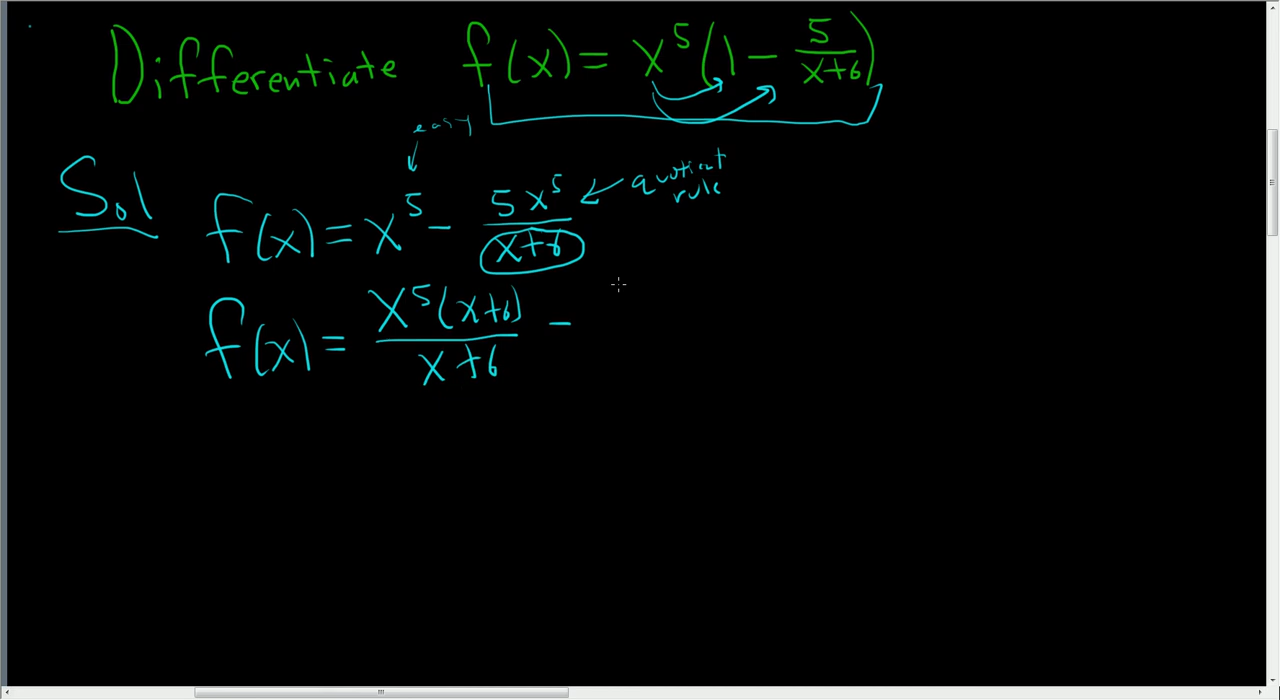 Differentiate f(x) = x^5(1 - 5/(x+6))
easy
Sol f(x) = x^5 - 5x^5/(x+6) quotient rule
f(x) = x^5(x+6)/(x+6) -